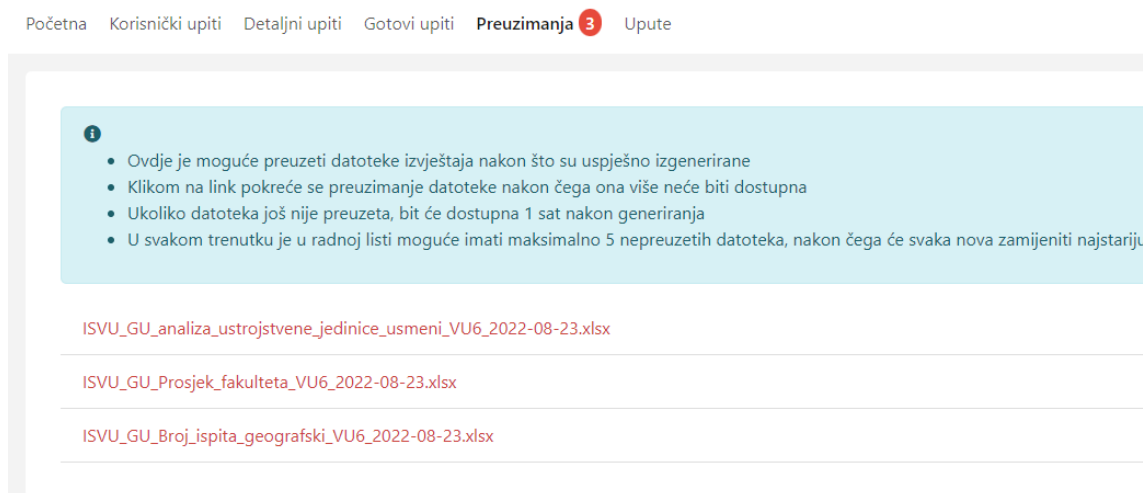 Početna Korisnički upiti Detaljni upiti Gotovi upiti Preuzimanja 3 Upute
Ovdje je moguće preuzeti datoteke izvještaja nakon što su uspješno izgenerirane
Klikom na link pokreće se preuzimanje datoteke nakon čega ona više neće biti dostupna
Ukoliko datoteka još nije preuzeta, bit će dostupna 1 sat nakon generiranja
U svakom trenutku je u radnoj listi moguće imati maksimalno 5 nepreuzetih datoteka, nakon čega će svaka nova zamijeniti najstariju
ISVU_GU_analiza_ustrojstvene_jedinice_usmeni_VU6_2022-08-23.xlsx
ISVU_GU_Prosjek_fakulteta_VU6_2022-08-23.xlsx
ISVU_GU_Broj_ispita_geografski_VU6_2022-08-23.xlsx